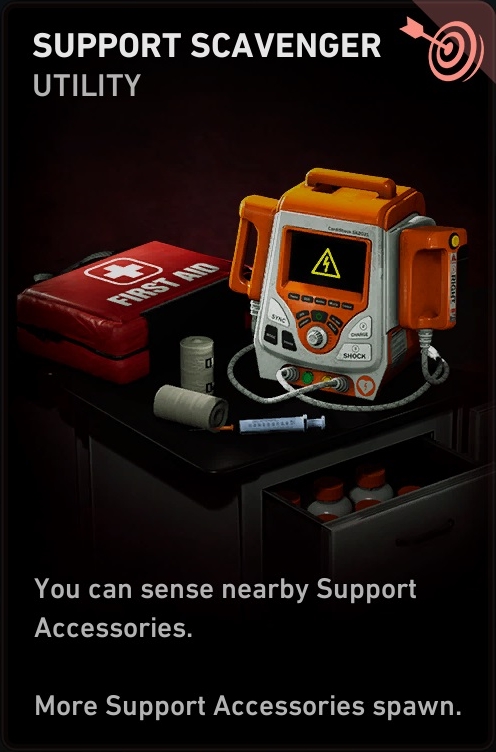 SUPPORT SCAVENGER
UTILITY
FIRST AID
SYNC
CHARGE
SHOCK
RIGHT
You can sense nearby Support
Accessories.
More Support Accessories spawn.